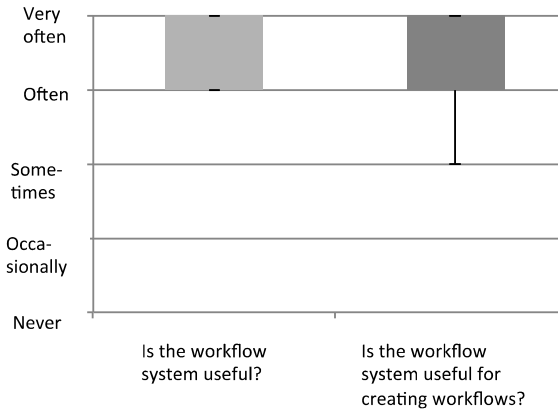 Very
often
Often
Some-
times
Occa-
sionally
Never
Is the workflow
system useful?
Is the workflow
system useful for
creating workflows?